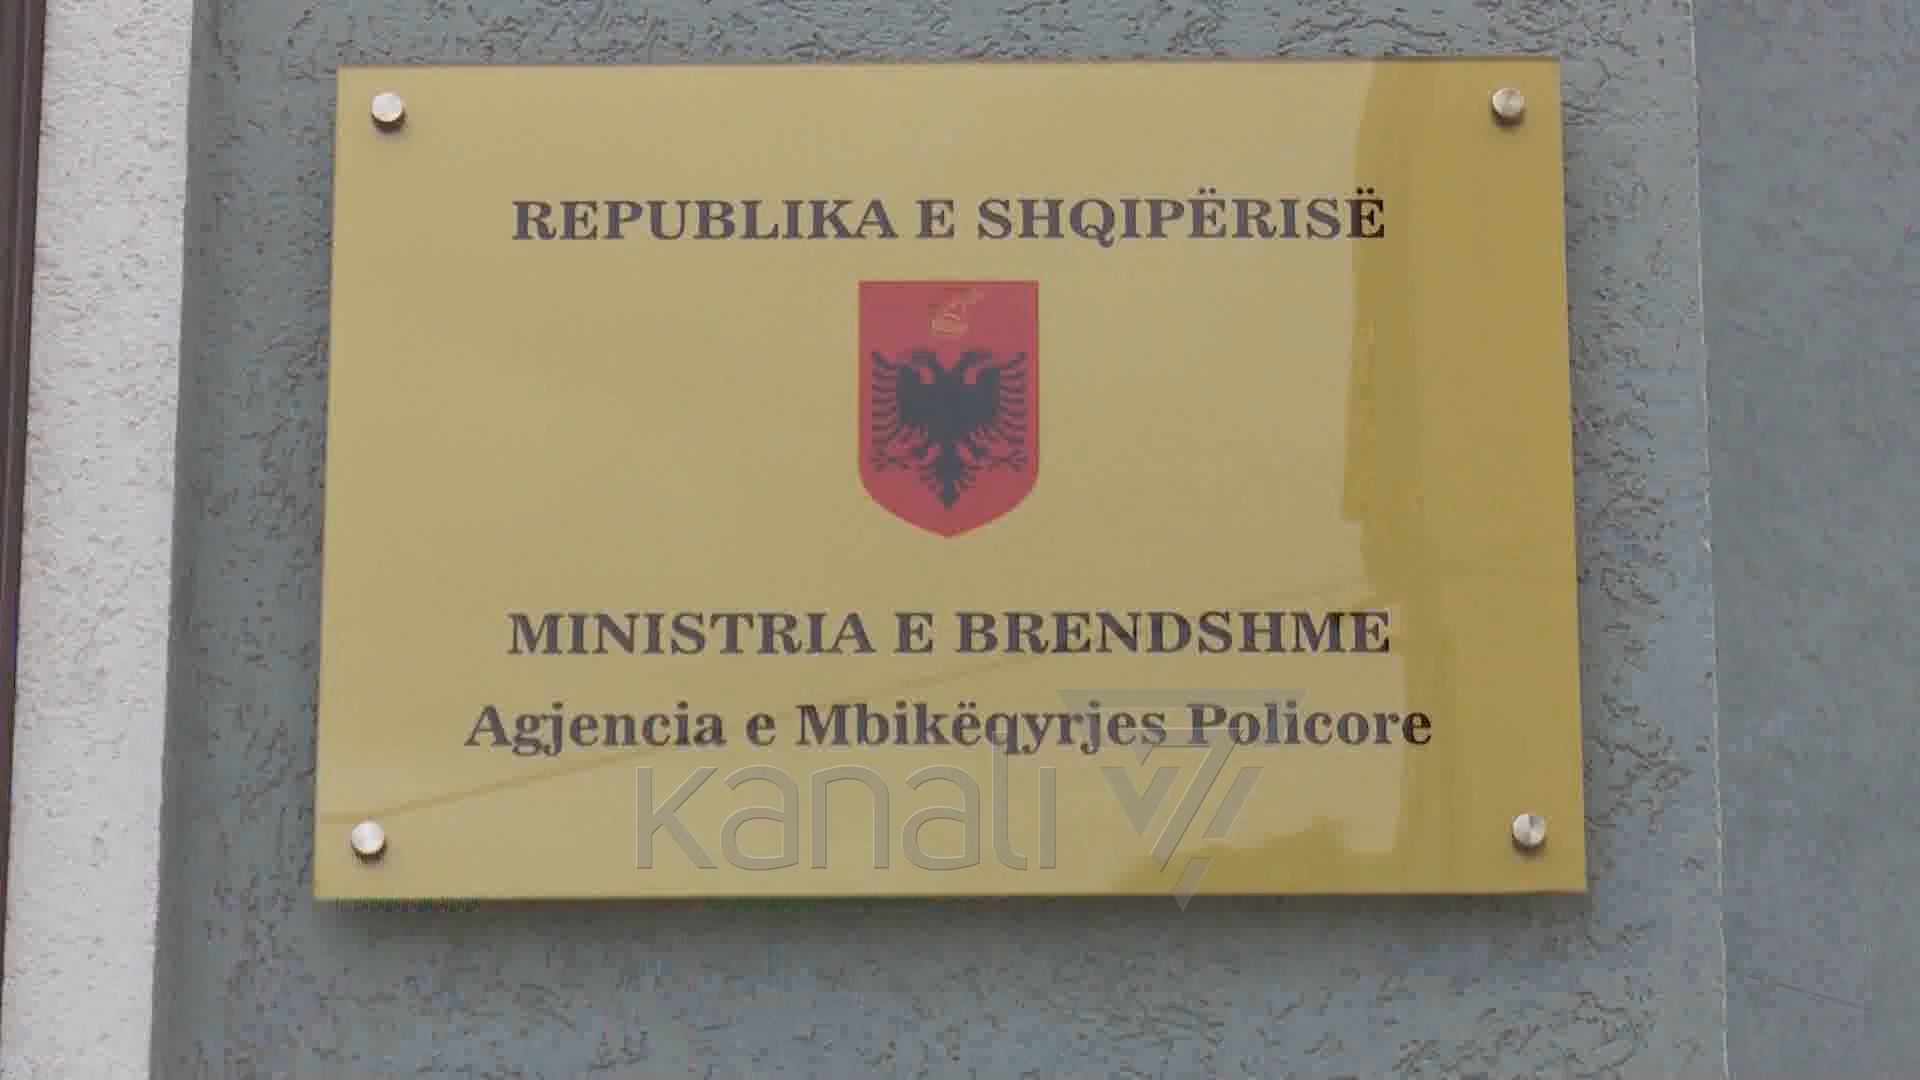 REPUBLIKA E SHQIPËRISË
MINISTRIA E BRENDSHME
Agjencia e Mbikëqyrjes Policore
kanali 7